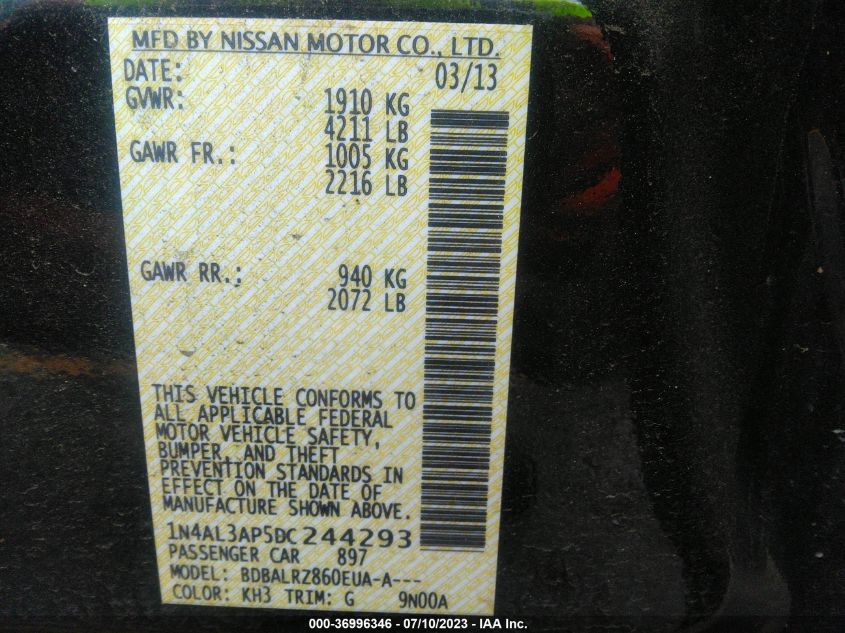 MFD BY NISSAN MOTOR CO., LTD.
DATE: 03/13
GVWR: 1910 KG
4211 LB
GAWR FR.: 1005 KG
2216 LB
GAWR RR.: 940 KG
2072 LB
THIS VEHICLE CONFORMS TO
ALL APPLICABLE FEDERAL
MOTOR VEHICLE SAFETY,
BUMPER, AND THEFT
PREVENTION STANDARDS IN
EFFECT ON THE DATE OF
MANUFACTURE SHOWN ABOVE.
1N4AL3AP5DC244293
PASSENGER CAR 897
MODEL: BDBALRZ860EUA-A---
COLOR: KH3 TRIM: G 9N00A
000-36996346 - 07/10/2023 - IAA Inc.